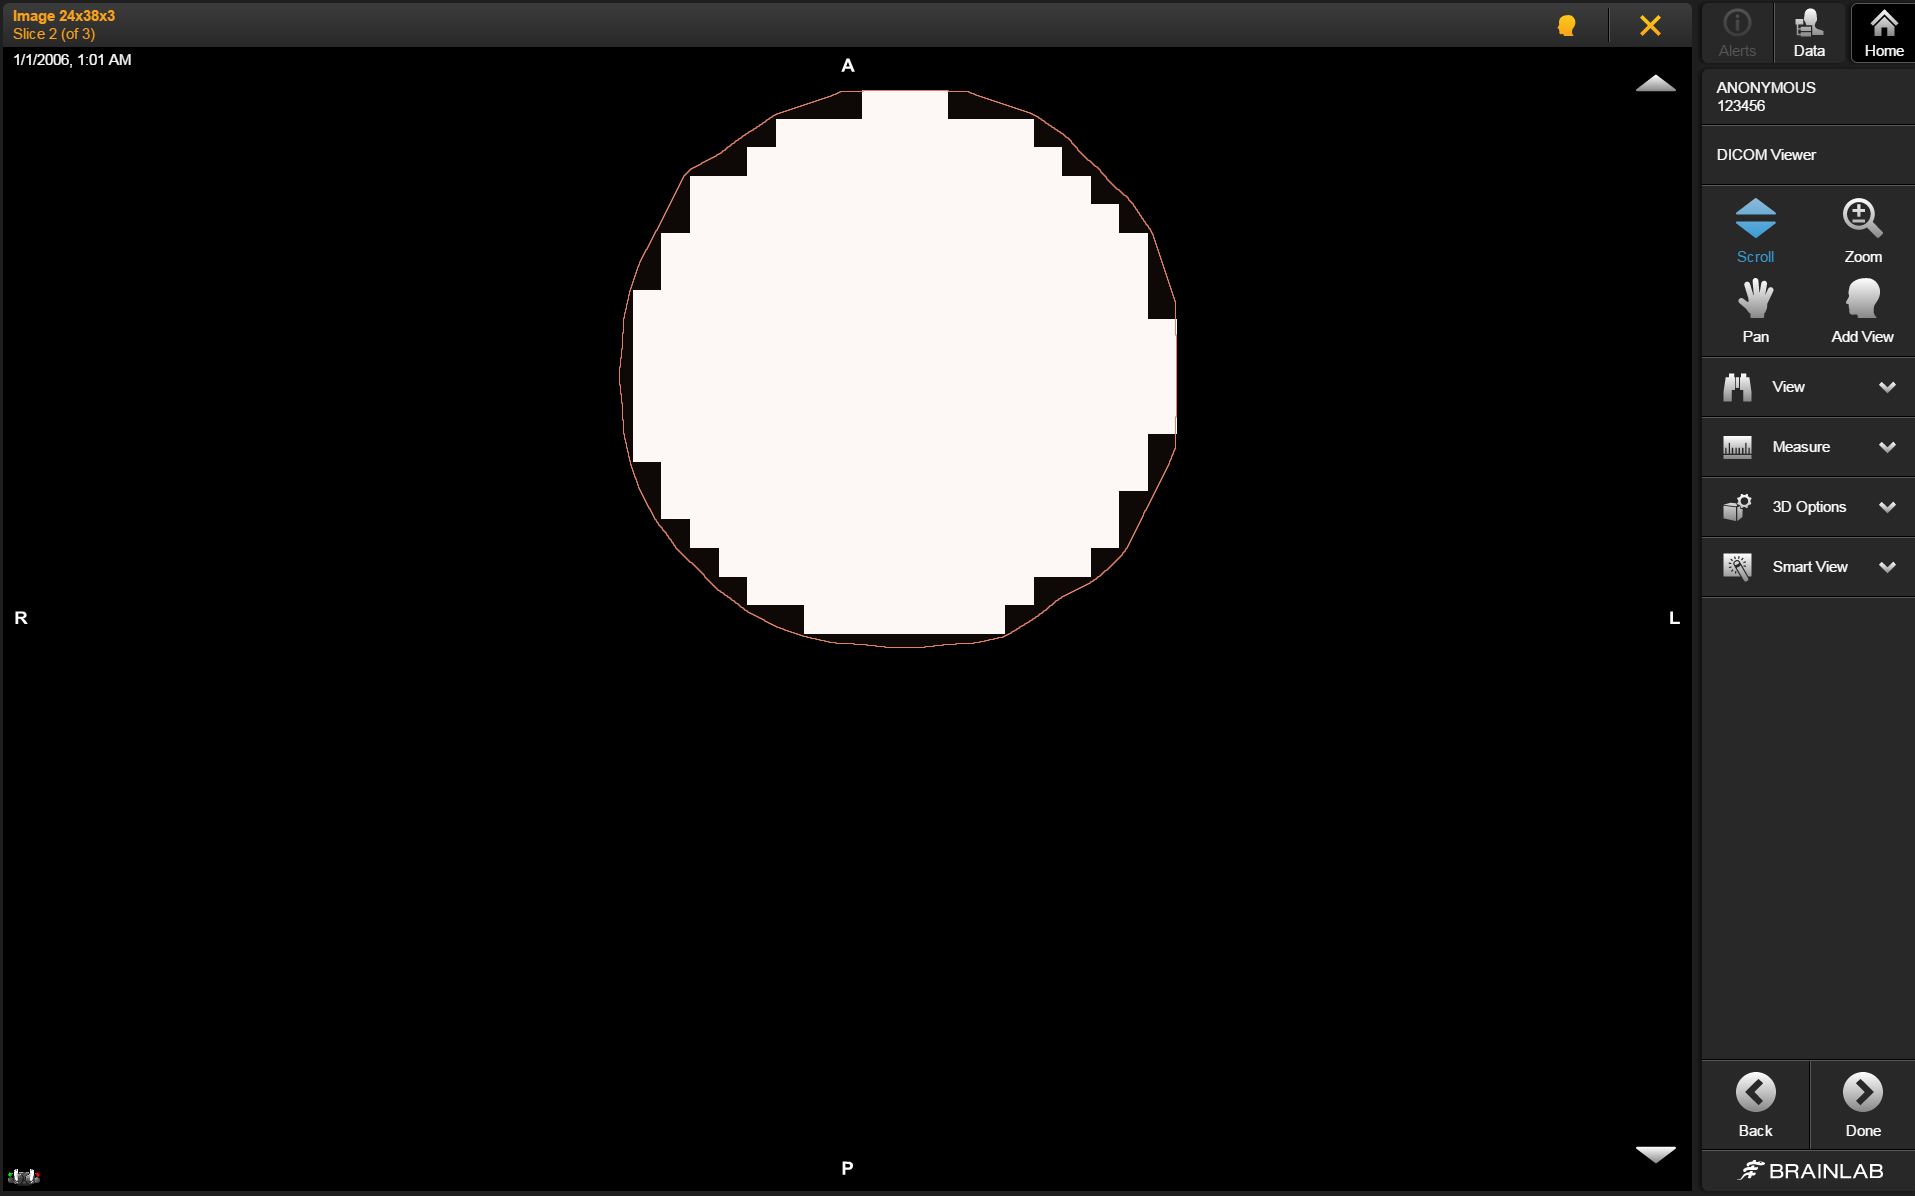 Image 24x38x3
Slice 2 (of 3)
1/1/2006, 1:01 AM
A
R
L
P
Alerts
Data
Home
ANONYMOUS
123456
DICOM Viewer
Scroll
Zoom
Pan
Add View
View
Measure
3D Options
Smart View
Back
Done
BRAINLAB